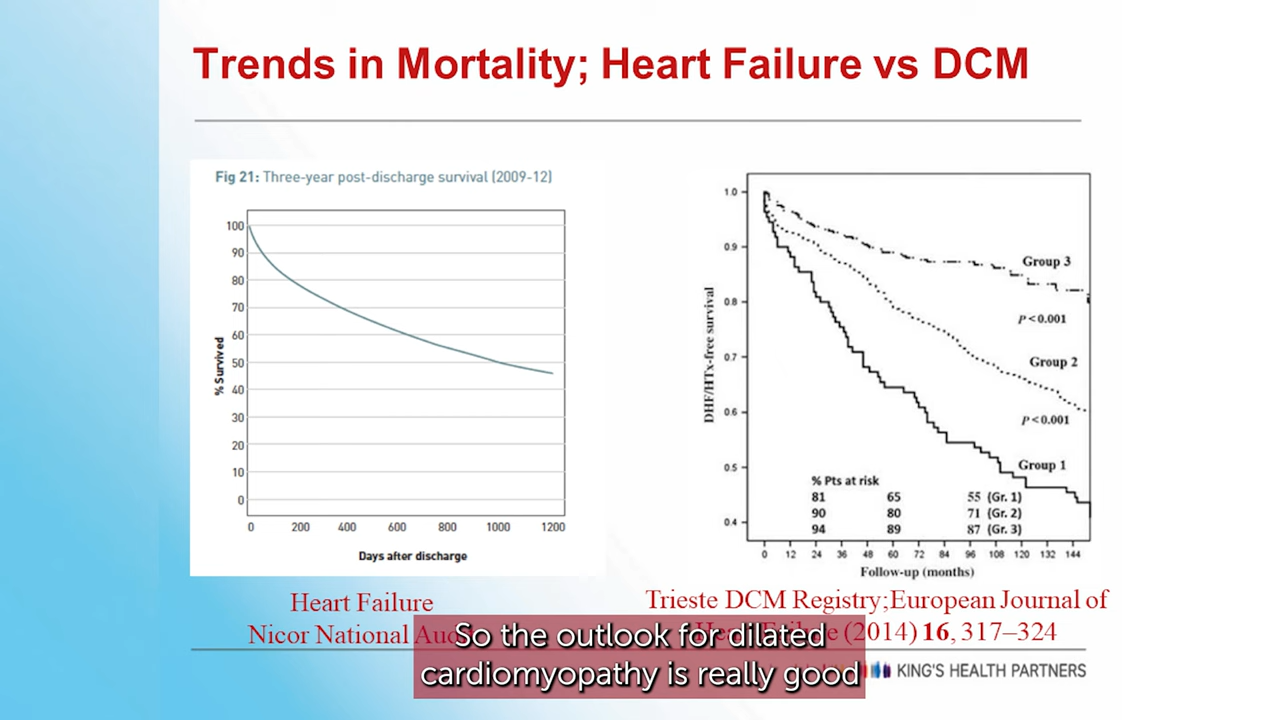 Trends in Mortality; Heart Failure vs DCM
Fig 21: Three-year post-discharge survival (2009-12)
100
90
80
70
60
50
40
30
20
10
0
% Survived
0 200 400 600 800 1000 1200
Days after discharge
Heart Failure
Nicor National
1.0
0.9
0.8
0.7
0.6
0.5
0.4
DHF/HTx-free survival
Group 3
P<0.001
Group 2
P<0.001
Group 1
% Pts at risk
81 65 55 (Gr. 1)
90 80 71 (Gr. 2)
94 89 87 (Gr. 3)
0 12 24 36 48 60 72 84 96 108 120 132 144
Follow-up (months)
Trieste DCM Registry;European Journal of
(2014) 16, 317–324
So the outlook for dilated
cardiomyopathy is really good
KING'S HEALTH PARTNERS